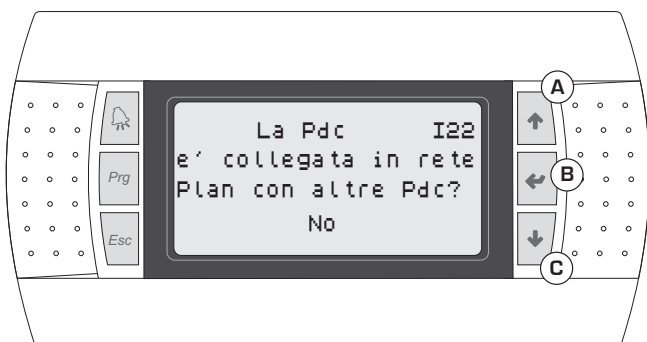 A
La Pdc I22
Prg
e' collegata in rete
B
Plan con altre Pdc?
No
Esc
C